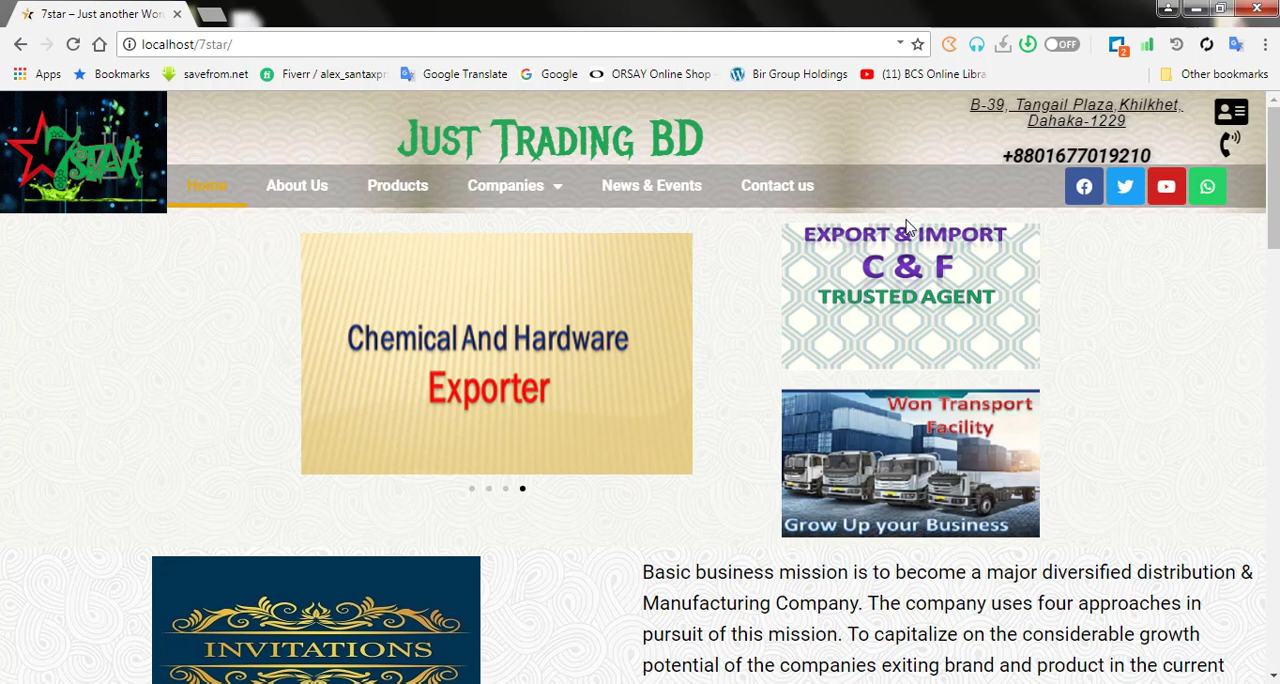 7star – Just another Wor
localhost/7star/
OFF
2
Apps
Bookmarks
savefrom.net
Fiverr / alex_santaxpr
Google Translate
Google
ORSAY Online Shop -
Bir Group Holdings
(11) BCS Online Libra
Other bookmarks
7STAR
JUST TRADING BD
B-39, Tangail Plaza,Khilkhet,
Dahaka-1229
+8801677019210
Home
About Us
Products
Companies
News & Events
Contact us
Chemical And Hardware
Exporter
EXPORT & IMPORT
C & F
TRUSTED AGENT
Won Transport
Facility
Grow Up your Business
INVITATIONS
Basic business mission is to become a major diversified distribution &
Manufacturing Company. The company uses four approaches in
pursuit of this mission. To capitalize on the considerable growth
potential of the companies exiting brand and product in the current